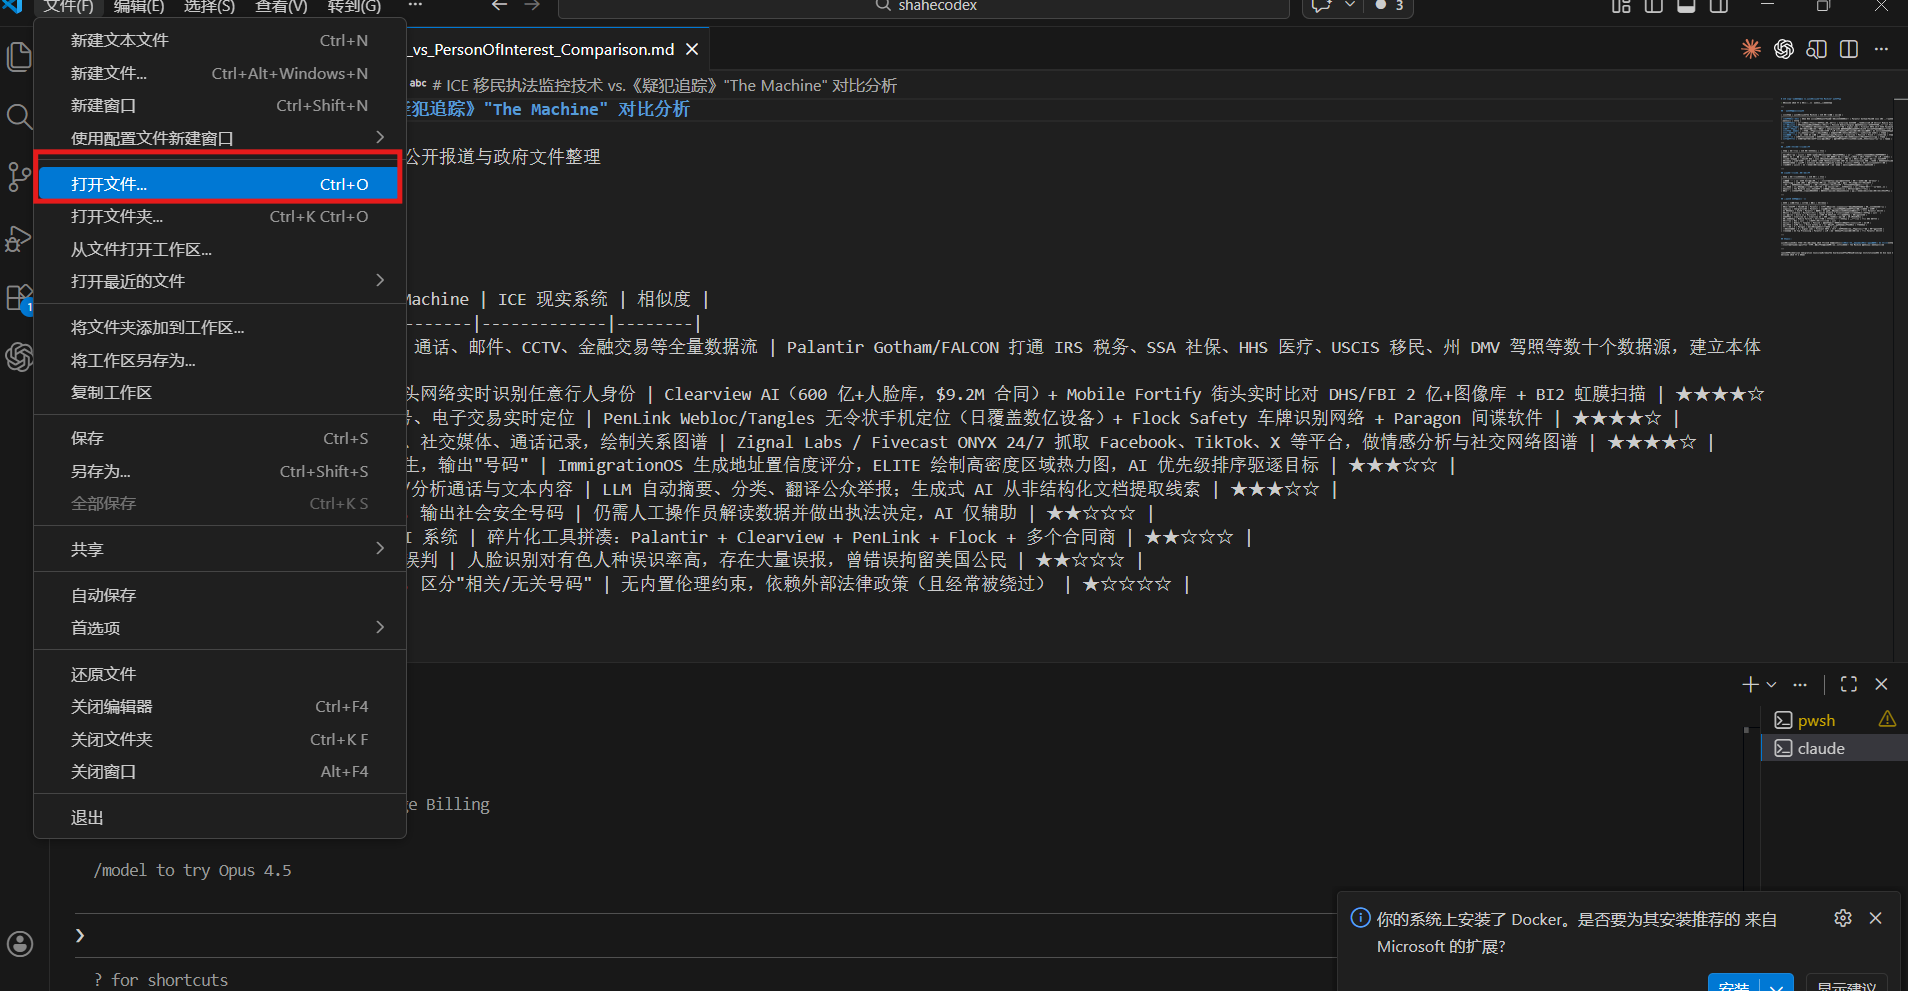 文件(F) 编辑(E) 选择(S) 查看(V) 转到(G) ··· shahecodex 3
新建文本文件 Ctrl+N
新建文件... Ctrl+Alt+Windows+N
新建窗口 Ctrl+Shift+N
使用配置文件新建窗口
打开文件... Ctrl+O
打开文件夹... Ctrl+K Ctrl+O
从文件打开工作区...
打开最近的文件
将文件夹添加到工作区...
将工作区另存为...
复制工作区
保存 Ctrl+S
另存为... Ctrl+Shift+S
全部保存 Ctrl+K S
共享
自动保存
首选项
还原文件
关闭编辑器 Ctrl+F4
关闭文件夹 Ctrl+K F
关闭窗口 Alt+F4
退出
_vs_PersonOfInterest_Comparison.md
abc # ICE 移民执法监控技术 vs.《疑犯追踪》"The Machine" 对比分析
犯追踪》"The Machine" 对比分析
公开报道与政府文件整理
Machine | ICE 现实系统 | 相似度 |
-------|-------------|--------|
通话、邮件、CCTV、金融交易等全量数据流 | Palantir Gotham/FALCON 打通 IRS 税务、SSA 社保、HHS 医疗、USCIS 移民、州 DMV 驾照等数十个数据源，建立本体
头网络实时识别任意行人身份 | Clearview AI（600 亿+人脸库，$9.2M 合同）+ Mobile Fortify 街头实时比对 DHS/FBI 2 亿+图像库 + BI2 虹膜扫描 | ★★★★☆
、电子交易实时定位 | PenLink Webloc/Tangles 无令状手机定位（日覆盖数亿设备）+ Flock Safety 车牌识别网络 + Paragon 间谍软件 | ★★★★☆ |
、社交媒体、通话记录，绘制关系图谱 | Zignal Labs / Fivecast ONYX 24/7 抓取 Facebook、TikTok、X 等平台，做情感分析与社交网络图谱 | ★★★★☆ |
生，输出"号码" | ImmigrationOS 生成地址置信度评分，ELITE 绘制高密度区域热力图，AI 优先级排序驱逐目标 | ★★★☆☆ |
/分析通话与文本内容 | LLM 自动摘要、分类、翻译公众举报；生成式 AI 从非结构化文档提取线索 | ★★★☆☆ |
输出社会安全号码 | 仍需人工操作员解读数据并做出执法决定，AI 仅辅助 | ★★☆☆☆ |
I 系统 | 碎片化工具拼凑：Palantir + Clearview + PenLink + Flock + 多个合同商 | ★★☆☆☆ |
误判 | 人脸识别对有色人种误识率高，存在大量误报，曾错误拘留美国公民 | ★★☆☆☆ |
区分"相关/无关号码" | 无内置伦理约束，依赖外部法律政策（且经常被绕过） | ★☆☆☆☆ |
pwsh
claude
ge Billing
/model to try Opus 4.5
❯
? for shortcuts
1
你的系统上安装了 Docker。是否要为其安装推荐的 来自
Microsoft 的扩展?
安装 显示建议